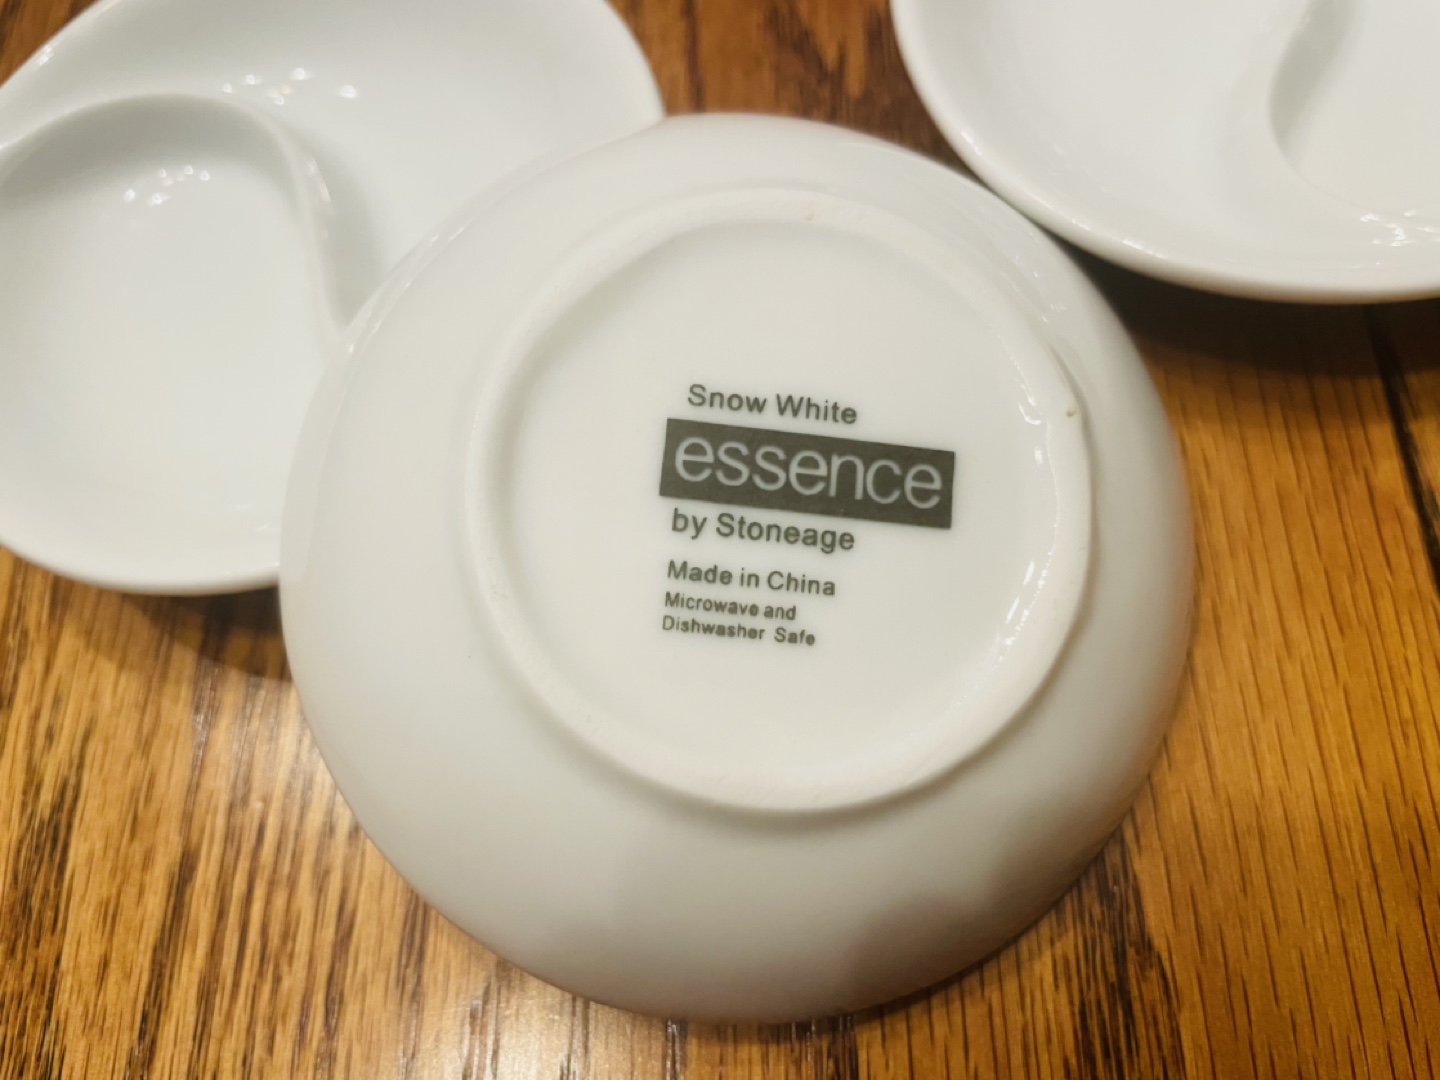 Snow White
essence
by Stoneage
Made in China
Microwave and
Dishwasher Safe